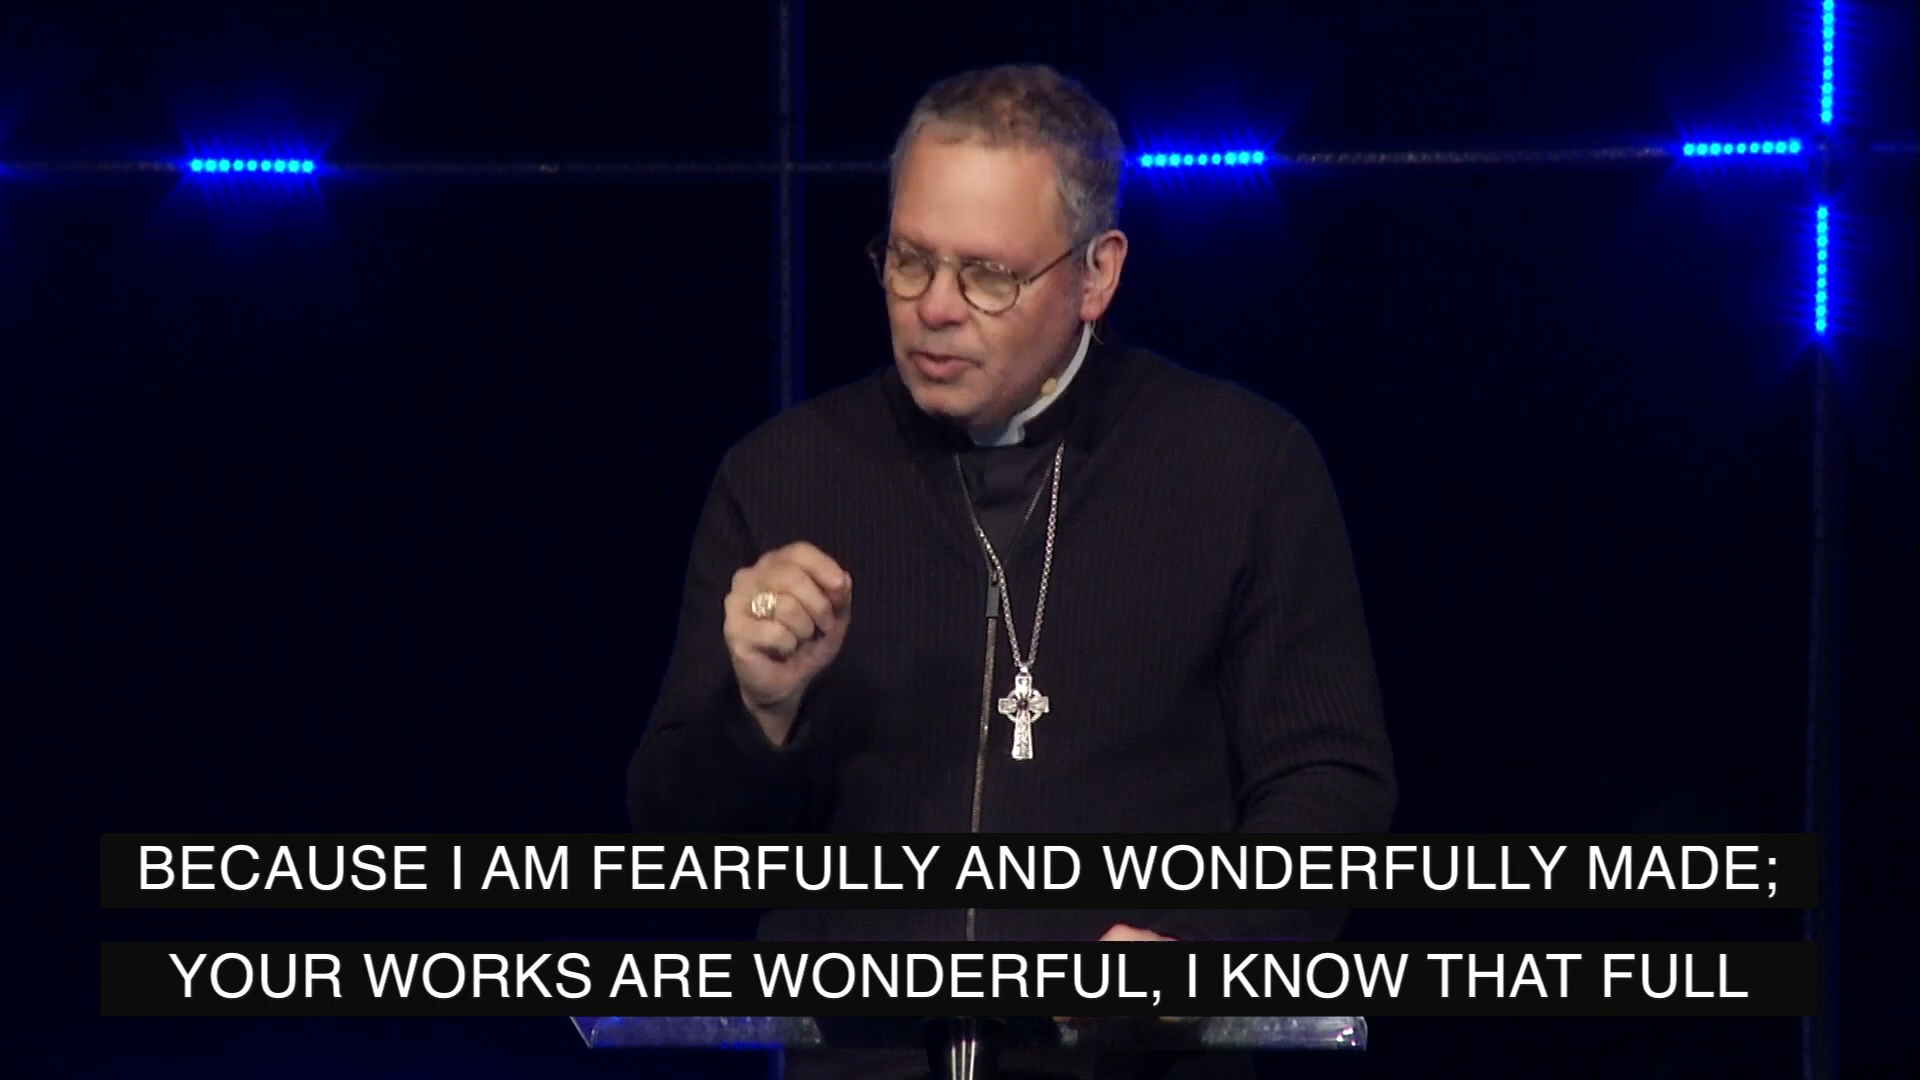 BECAUSE I AM FEARFULLY AND WONDERFULLY MADE;
YOUR WORKS ARE WONDERFUL, I KNOW THAT FULL